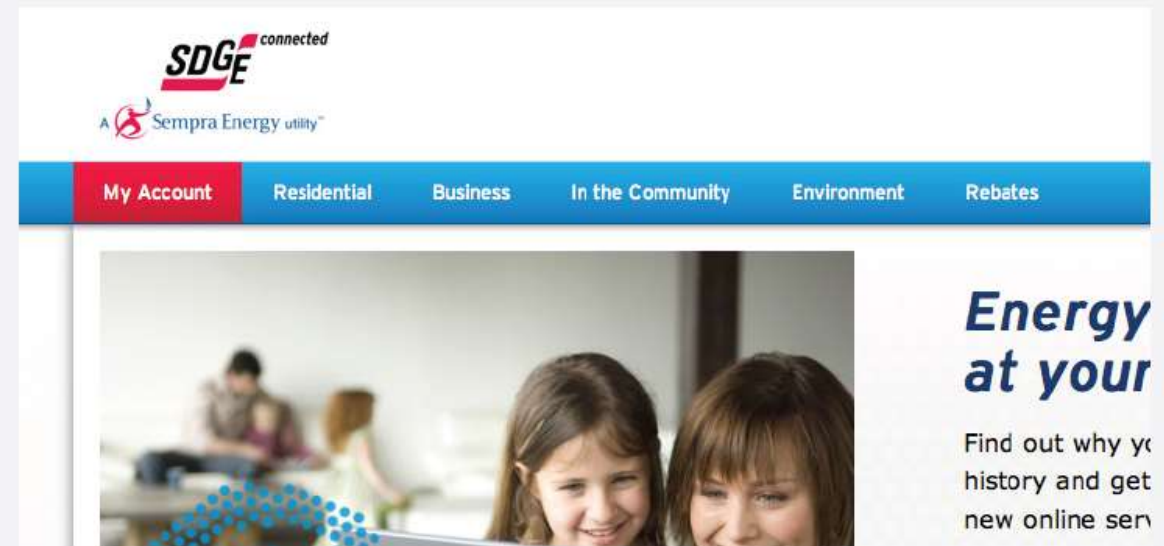 SDGE connected
A Sempra Energy utility™
My Account Residential Business In the Community Environment Rebates
Energy
at your
Find out why
history and get
new online